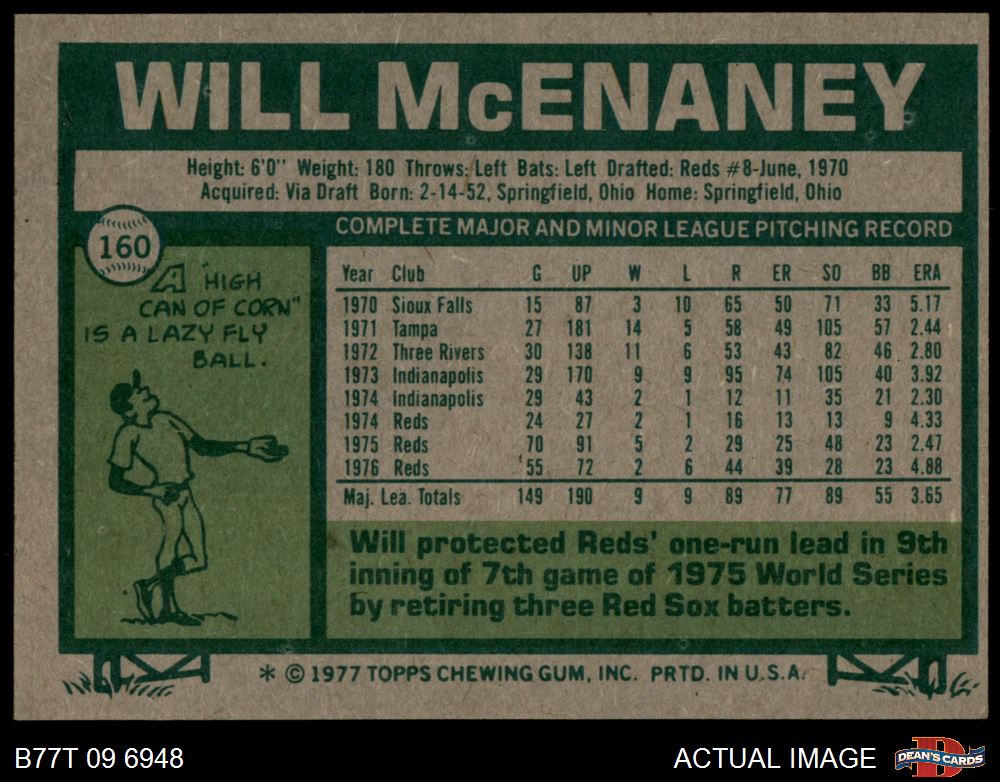 WILL McENANEY
Height: 6'0" Weight: 180 Throws: Left Bats: Left Drafted: Reds #8-June, 1970
Acquired: Via Draft Born: 2-14-52, Springfield, Ohio Home: Springfield, Ohio
160
A "HIGH
CAN OF CORN"
IS A LAZY FLY
BALL.
COMPLETE MAJOR AND MINOR LEAGUE PITCHING RECORD
Year Club G UP W L R ER SO BB ERA
1970 Sioux Falls 15 87 3 10 65 50 71 33 5.17
1971 Tampa 27 181 14 5 58 49 105 57 2.44
1972 Three Rivers 30 138 11 6 53 43 82 46 2.80
1973 Indianapolis 29 170 9 9 95 74 105 40 3.92
1974 Indianapolis 29 43 2 1 12 11 35 21 2.30
1974 Reds 24 27 2 1 16 13 13 9 4.33
1975 Reds 70 91 5 2 29 25 48 23 2.47
1976 Reds 55 72 2 6 44 39 28 23 4.88
Maj. Lea. Totals 149 190 9 9 89 77 89 55 3.65
Will protected Reds' one-run lead in 9th
inning of 7th game of 1975 World Series
by retiring three Red Sox batters.
* © 1977 TOPPS CHEWING GUM, INC. PRTD. IN U.S.A.
B77T 09 6948
ACTUAL IMAGE
D
DEAN'S CARDS